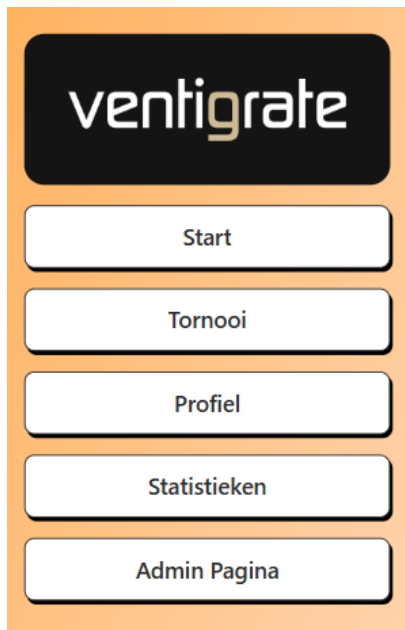 ventigrate
Start
Tornooi
Profiel
Statistieken
Admin Pagina